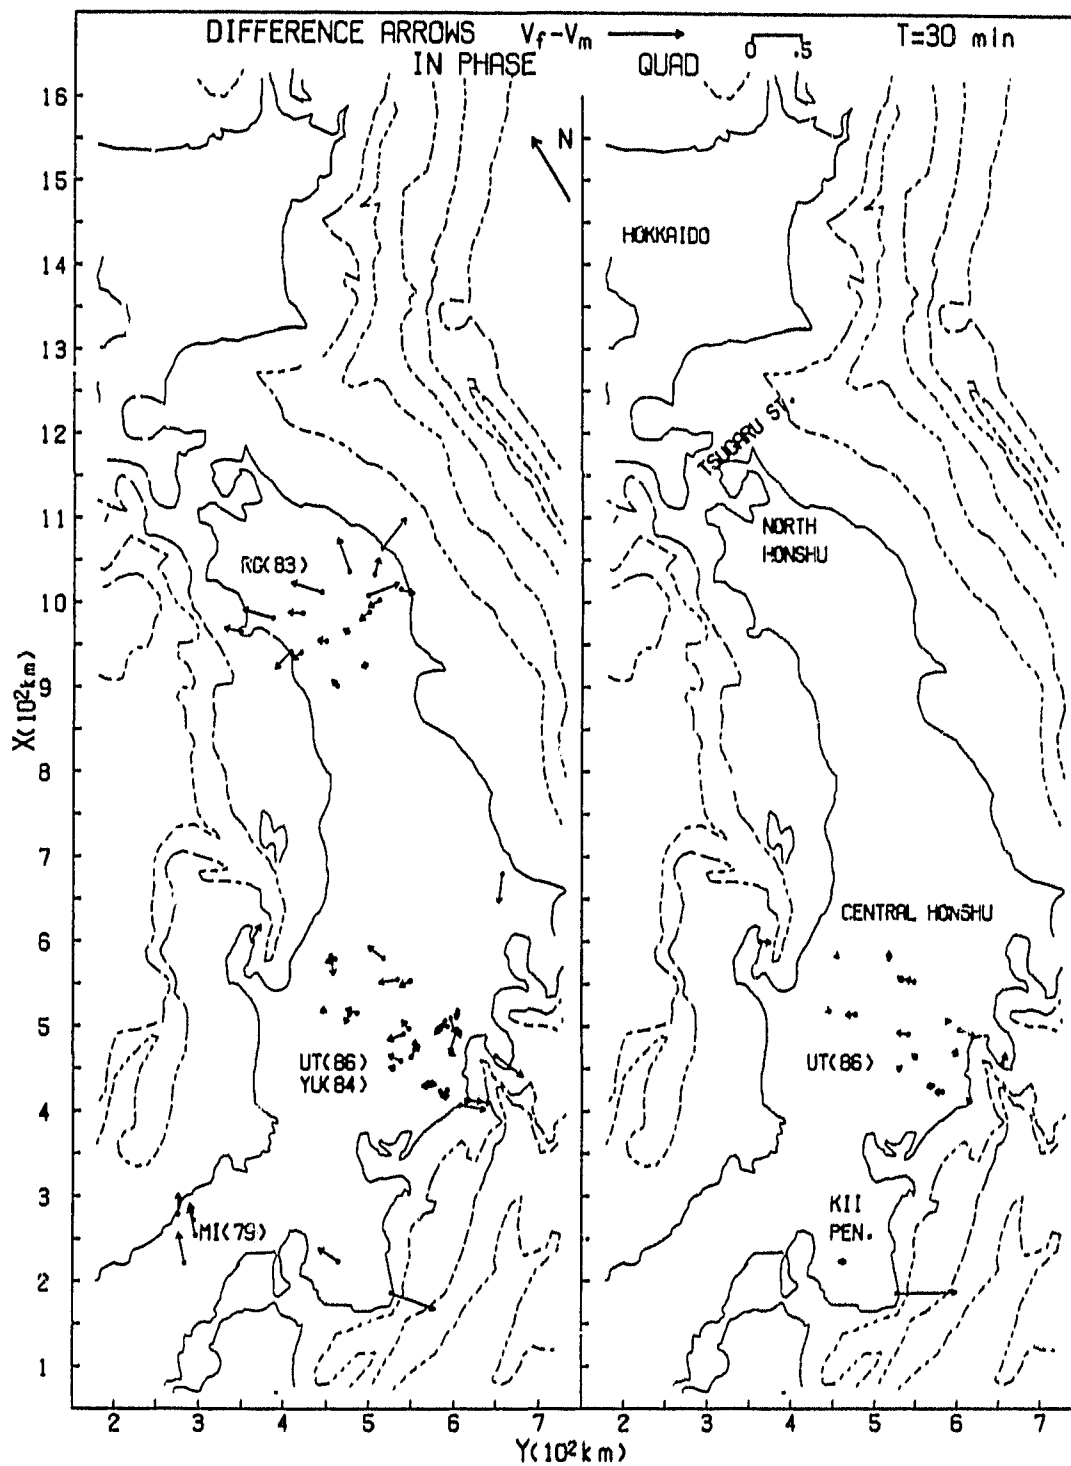 DIFFERENCE ARROWS Vf-Vm 0 .5 T=30 min
IN PHASE QUAD
N
16
15
14
13
12
11
10
9
8
7
6
5
4
3
2
1
X(10²km)
HOKKAIDO
TSUGARU ST.
NORTH
HONSHU
RG(83)
CENTRAL HONSHU
UT(86)
YU(84)
UT(86)
MI(79)
KII
PEN.
2 3 4 5 6 7 2 3 4 5 6 7
Y(10²km)